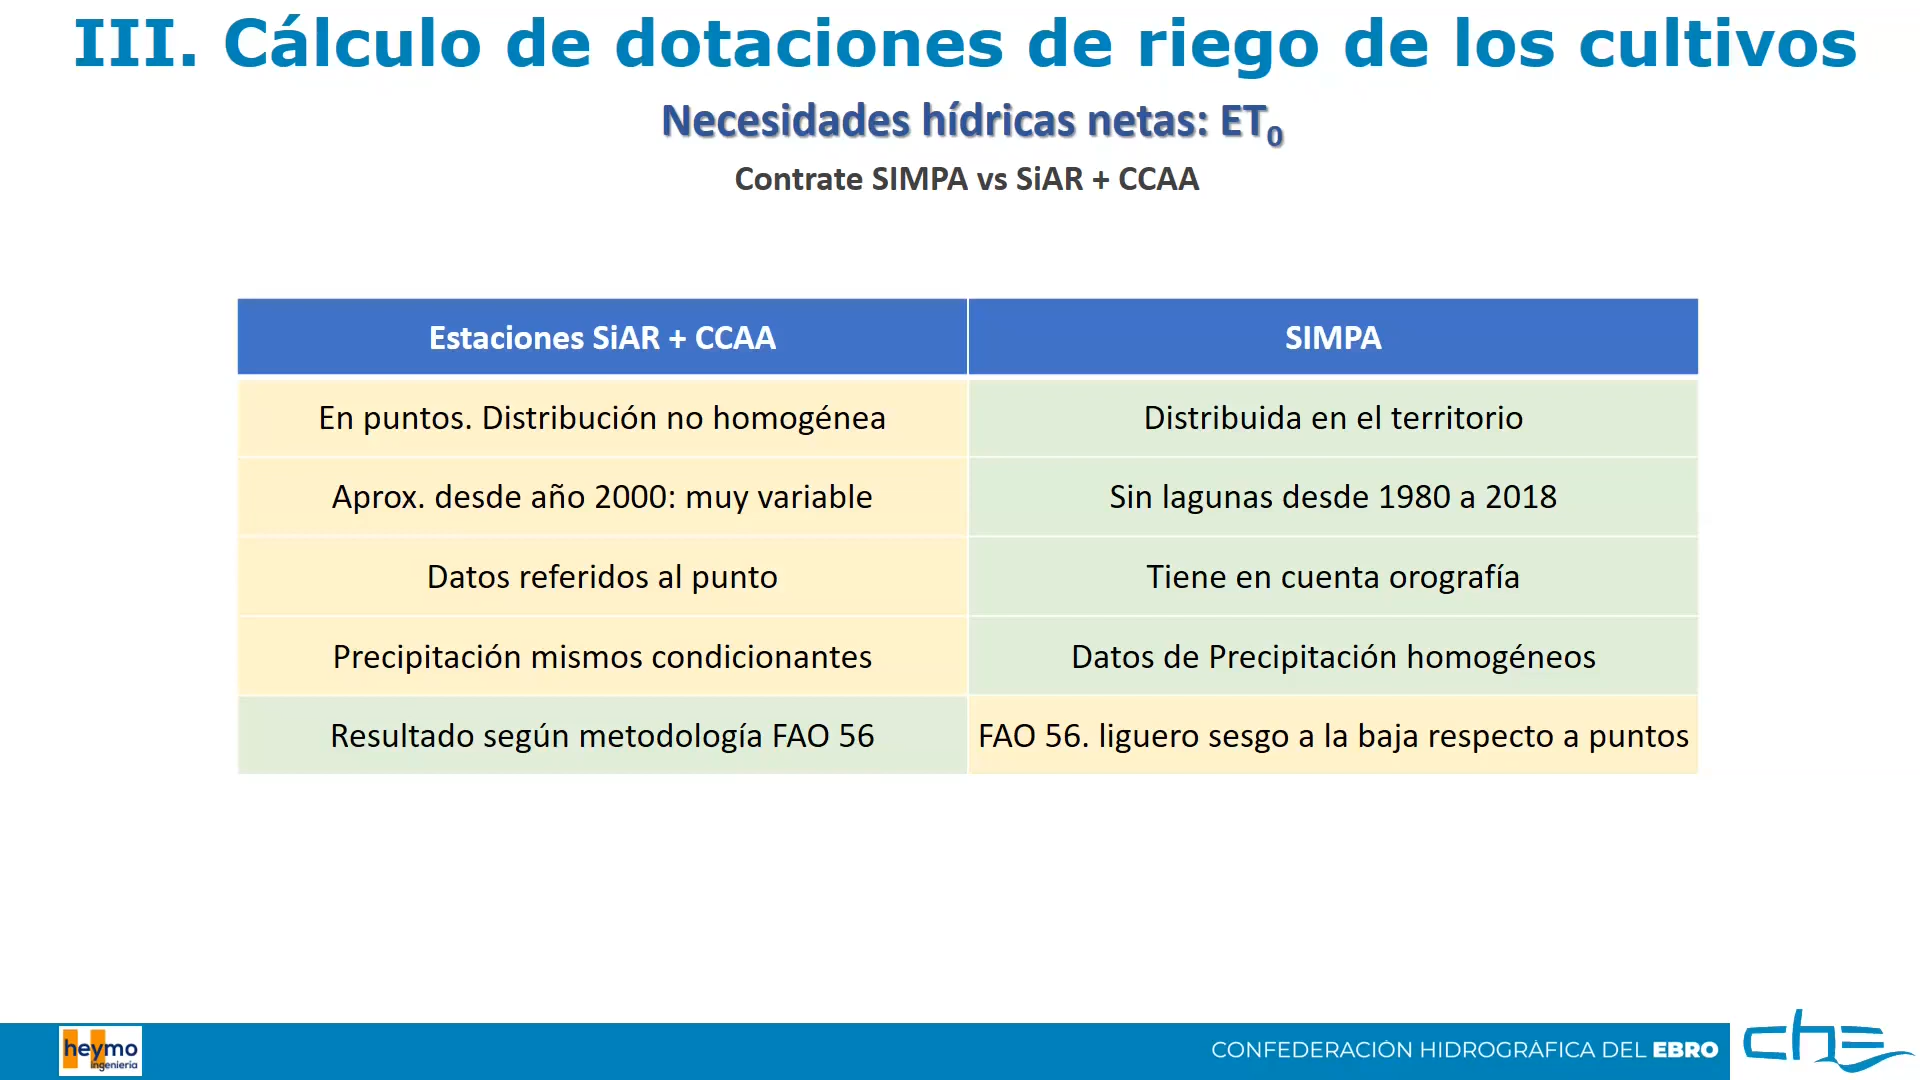 III. Cálculo de dotaciones de riego de los cultivos
Necesidades hídricas netas: ET0
Contrate SIMPA vs SiAR + CCAA
Estaciones SiAR + CCAA SIMPA
En puntos. Distribución no homogénea Distribuida en el territorio
Aprox. desde año 2000: muy variable Sin lagunas desde 1980 a 2018
Datos referidos al punto Tiene en cuenta orografía
Precipitación mismos condicionantes Datos de Precipitación homogéneos
Resultado según metodología FAO 56 FAO 56. liguero sesgo a la baja respecto a puntos
heymo
ingeniería
CONFEDERACIÓN HIDROGRÁFICA DEL EBRO
che